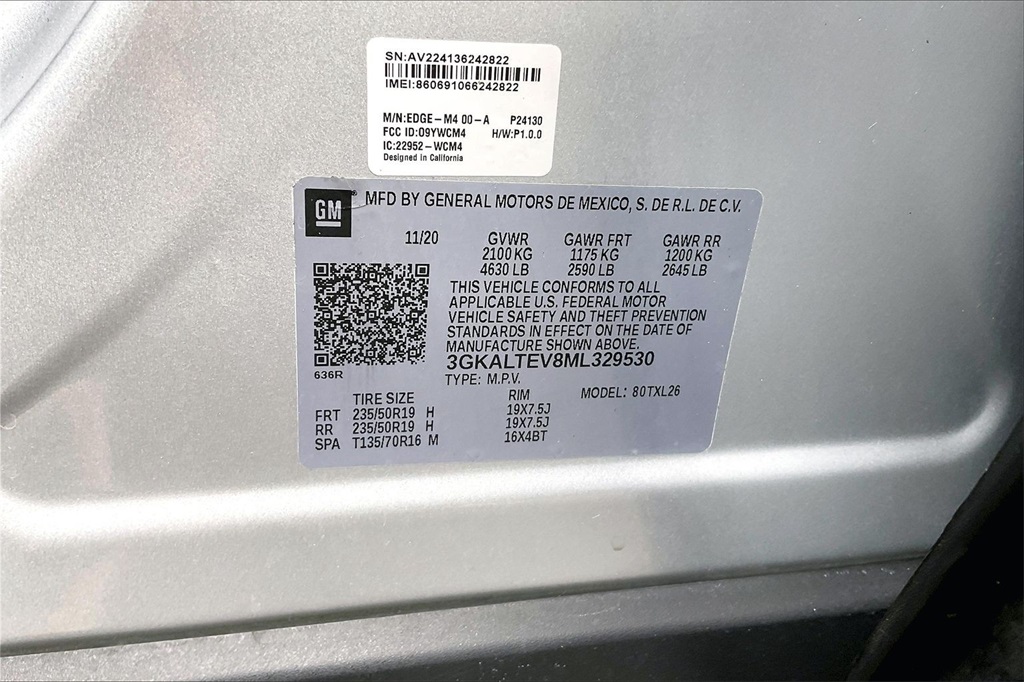 SN:AV224136242822
IMEI:860691066242822
M/N:EDGE-M4 00-A P24130
FCC ID:O9YWCM4 H/W:P1.0.0
IC:22952-WCM4
Designed in California
GM® MFD BY GENERAL MOTORS DE MEXICO, S. DE R.L. DE C.V.
11/20 GVWR GAWR FRT GAWR RR
2100 KG 1175 KG 1200 KG
4630 LB 2590 LB 2645 LB
THIS VEHICLE CONFORMS TO ALL
APPLICABLE U.S. FEDERAL MOTOR
VEHICLE SAFETY AND THEFT PREVENTION
STANDARDS IN EFFECT ON THE DATE OF
MANUFACTURE SHOWN ABOVE.
3GKALTEV8ML329530
636R
TYPE: M.P.V. MODEL: 80TXL26
TIRE SIZE RIM
FRT 235/50R19 H 19X7.5J
RR 235/50R19 H 19X7.5J
SPA T135/70R16 M 16X4BT